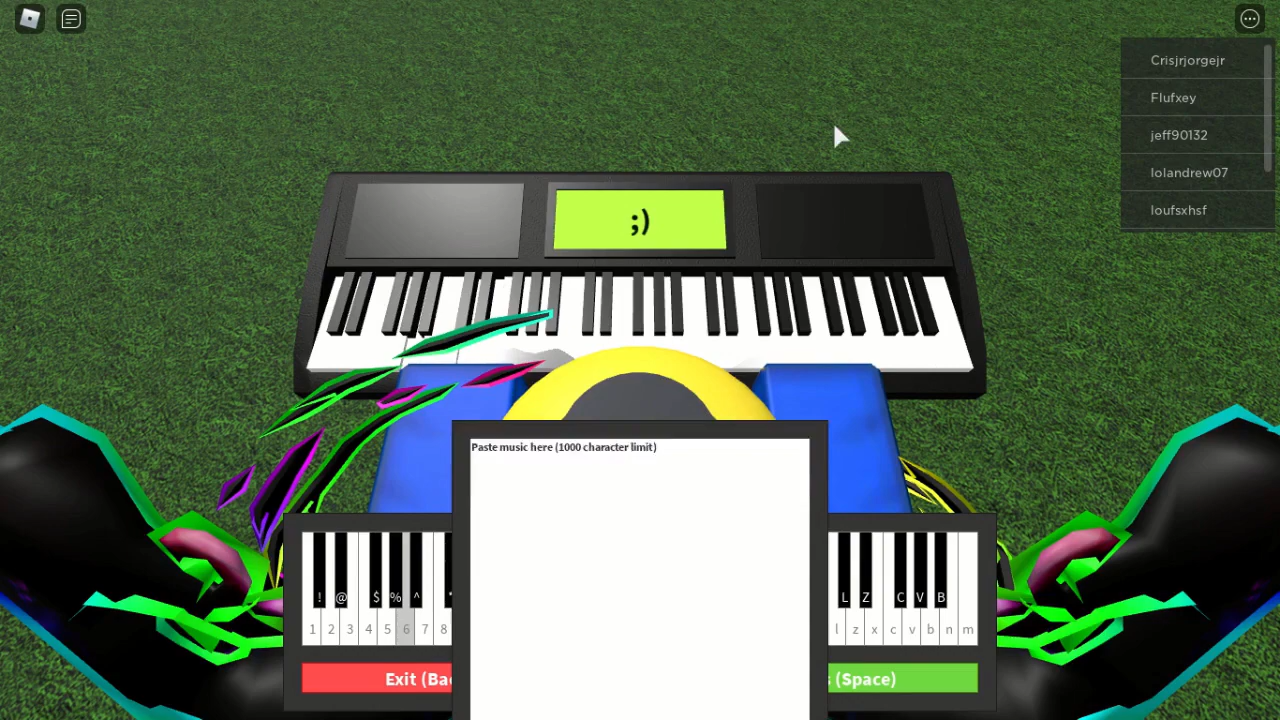 Crisjrjorgejr
Flufxey
jeff90132
lolandrew07
loufsxhsf
;)
Paste music here (1000 character limit)
! @ $ % ^
L Z C V B
1 2 3 4 5 6 7 8
l z x c v b n m
Exit (Ba
(Space)